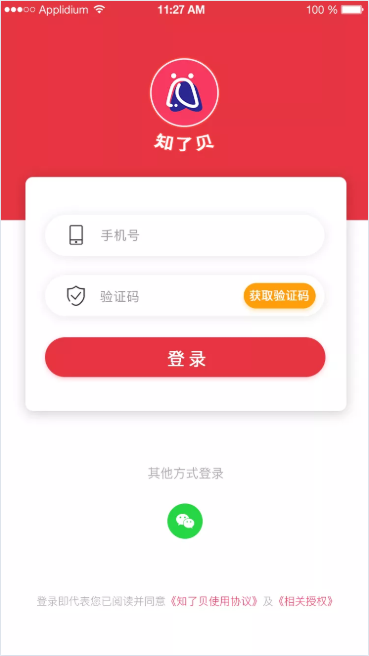 Applidium 11:27 AM 100 %
知了贝
手机号
验证码 获取验证码
登录
其他方式登录
登录即代表您已阅读并同意《知了贝使用协议》及《相关授权》